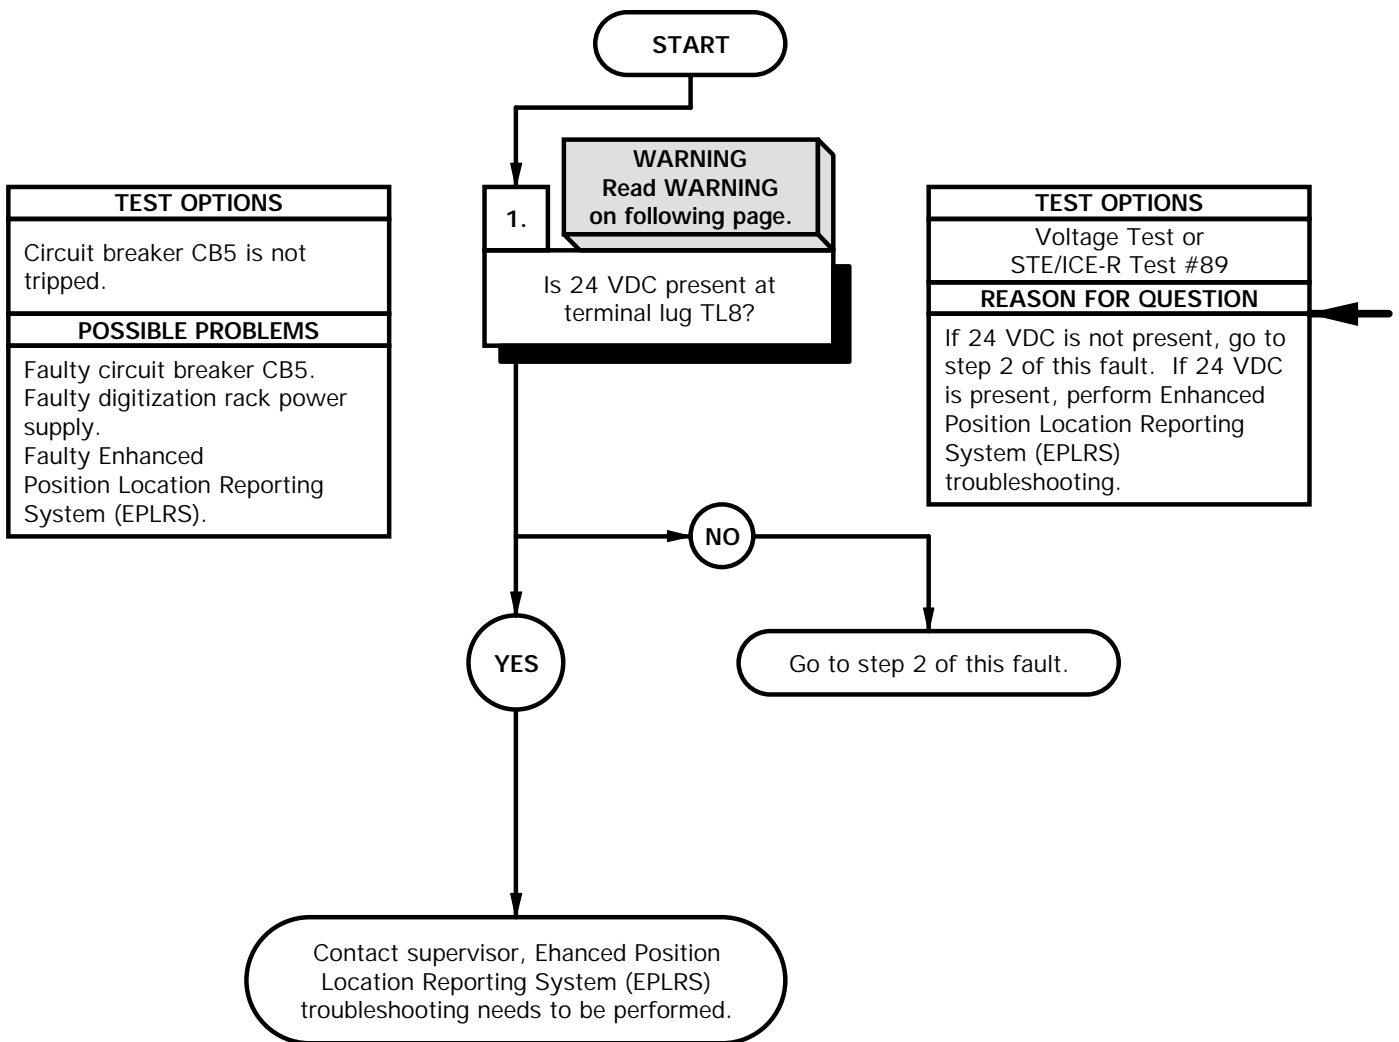 START
WARNING
Read WARNING
on following page.
1.
Is 24 VDC present at
terminal lug TL8?
TEST OPTIONS
Circuit breaker CB5 is not
tripped.
POSSIBLE PROBLEMS
Faulty circuit breaker CB5.
Faulty digitization rack power
supply.
Faulty Enhanced
Position Location Reporting
System (EPLRS).
TEST OPTIONS
Voltage Test or
STE/ICE-R Test #89
REASON FOR QUESTION
If 24 VDC is not present, go to
step 2 of this fault. If 24 VDC
is present, perform Enhanced
Position Location Reporting
System (EPLRS)
troubleshooting.
NO
YES
Go to step 2 of this fault.
Contact supervisor, Ehanced Position
Location Reporting System (EPLRS)
troubleshooting needs to be performed.